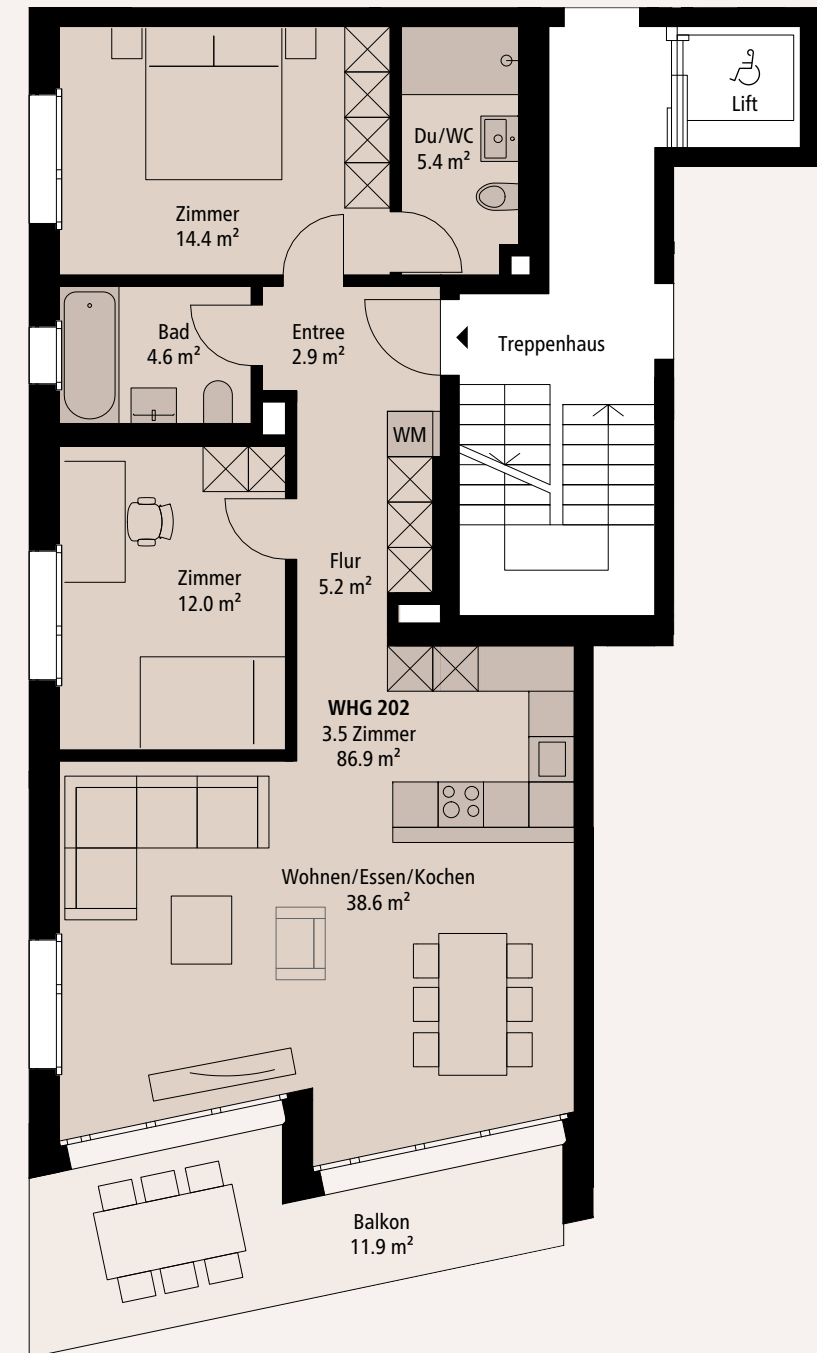 Lift
Du/WC
5.4 m²
Zimmer
14.4 m²
Bad
4.6 m²
Entree
2.9 m²
Treppenhaus
WM
Flur
5.2 m²
Zimmer
12.0 m²
WHG 202
3.5 Zimmer
86.9 m²
Wohnen/Essen/Kochen
38.6 m²
Balkon
11.9 m²